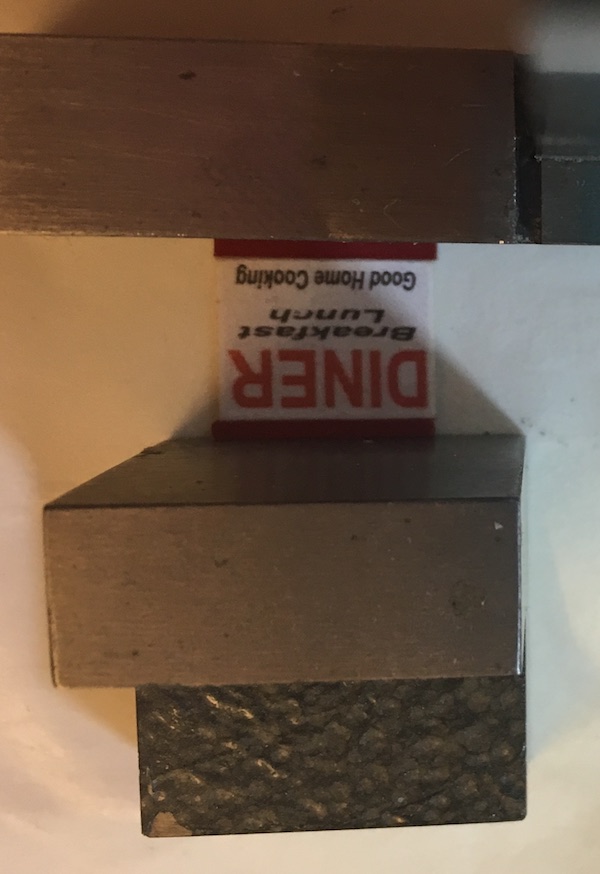 DINER
Breakfast
Lunch
Good Home Cooking